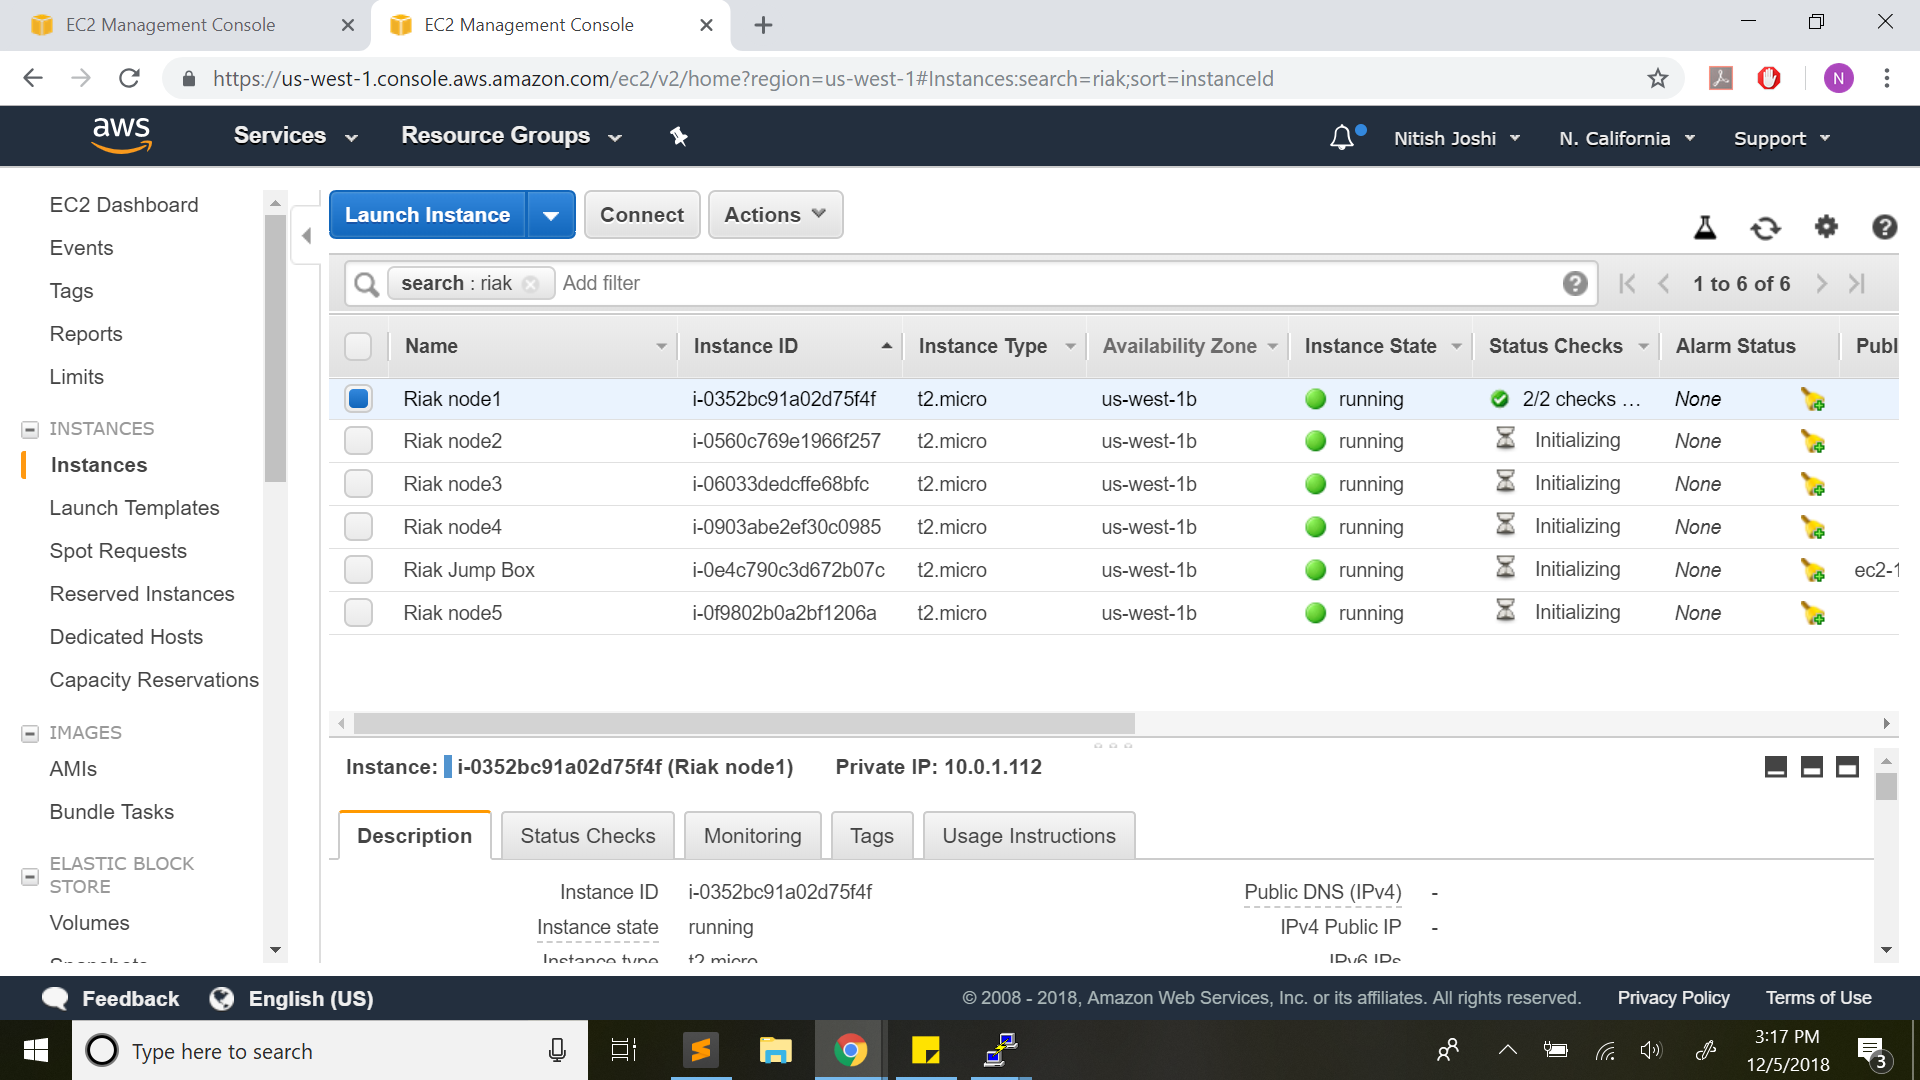 EC2 Management Console
EC2 Management Console
https://us-west-1.console.aws.amazon.com/ec2/v2/home?region=us-west-1#Instances:search=riak;sort=instanceId
N
aws
Services
Resource Groups
Nitish Joshi
N. California
Support
EC2 Dashboard
Events
Tags
Reports
Limits
INSTANCES
Instances
Launch Templates
Spot Requests
Reserved Instances
Dedicated Hosts
Capacity Reservations
IMAGES
AMIs
Bundle Tasks
ELASTIC BLOCK
STORE
Volumes
Snapshots
Launch Instance
Connect
Actions
search : riak
Add filter
1 to 6 of 6
Name Instance ID Instance Type Availability Zone Instance State Status Checks Alarm Status Publ
Riak node1 i-0352bc91a02d75f4f t2.micro us-west-1b running 2/2 checks ... None
Riak node2 i-0560c769e1966f257 t2.micro us-west-1b running Initializing None
Riak node3 i-06033dedcffe68bfc t2.micro us-west-1b running Initializing None
Riak node4 i-0903abe2ef30c0985 t2.micro us-west-1b running Initializing None
Riak Jump Box i-0e4c790c3d672b07c t2.micro us-west-1b running Initializing None ec2-1
Riak node5 i-0f9802b0a2bf1206a t2.micro us-west-1b running Initializing None
Instance: i-0352bc91a02d75f4f (Riak node1) Private IP: 10.0.1.112
Description
Status Checks
Monitoring
Tags
Usage Instructions
Instance ID i-0352bc91a02d75f4f Public DNS (IPv4) -
Instance state running IPv4 Public IP -
Instance type t2.micro IPv6 IPs
Feedback
English (US)
© 2008 - 2018, Amazon Web Services, Inc. or its affiliates. All rights reserved.
Privacy Policy
Terms of Use
Type here to search
3:17 PM
12/5/2018
3